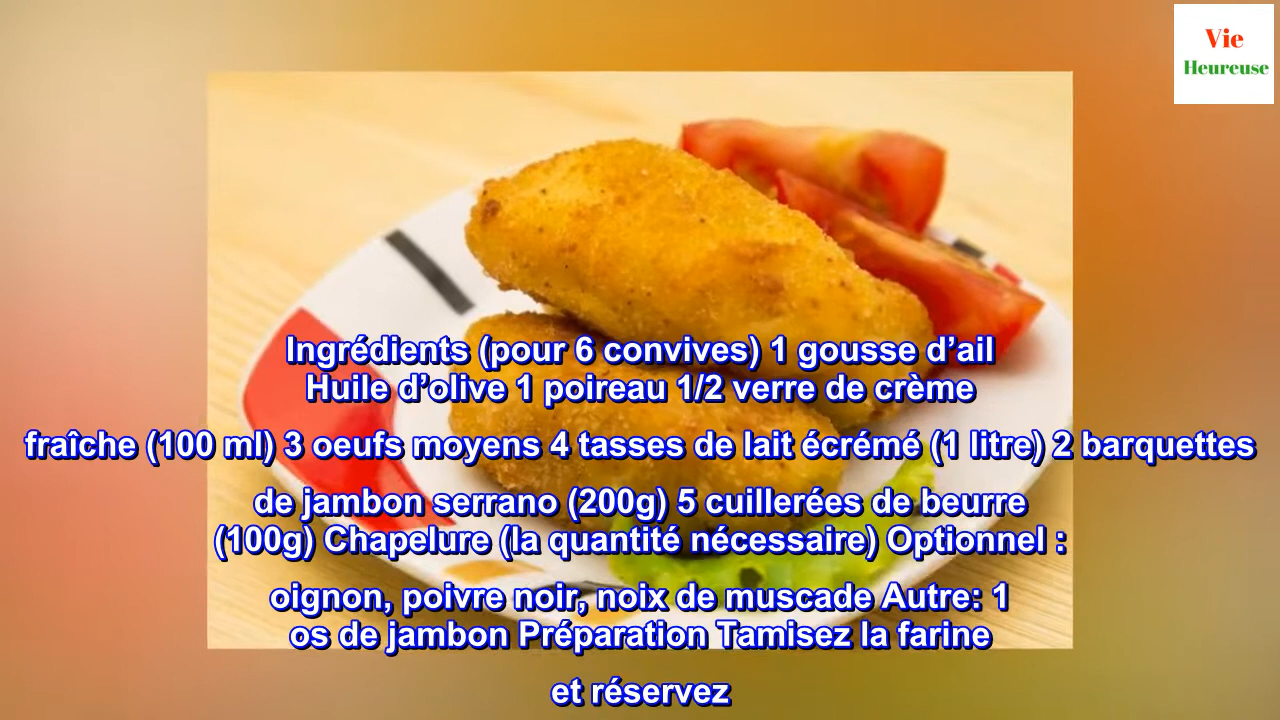 Vie
Heureuse
Ingrédients (pour 6 convives) 1 gousse d’ail
Huile d’olive 1 poireau 1/2 verre de crème
fraîche (100 ml) 3 oeufs moyens 4 tasses de lait écrémé (1 litre) 2 barquettes
de jambon serrano (200g) 5 cuillerées de beurre
(100g) Chapelure (la quantité nécessaire) Optionnel :
oignon, poivre noir, noix de muscade Autre: 1
os de jambon Préparation Tamisez la farine
et réservez